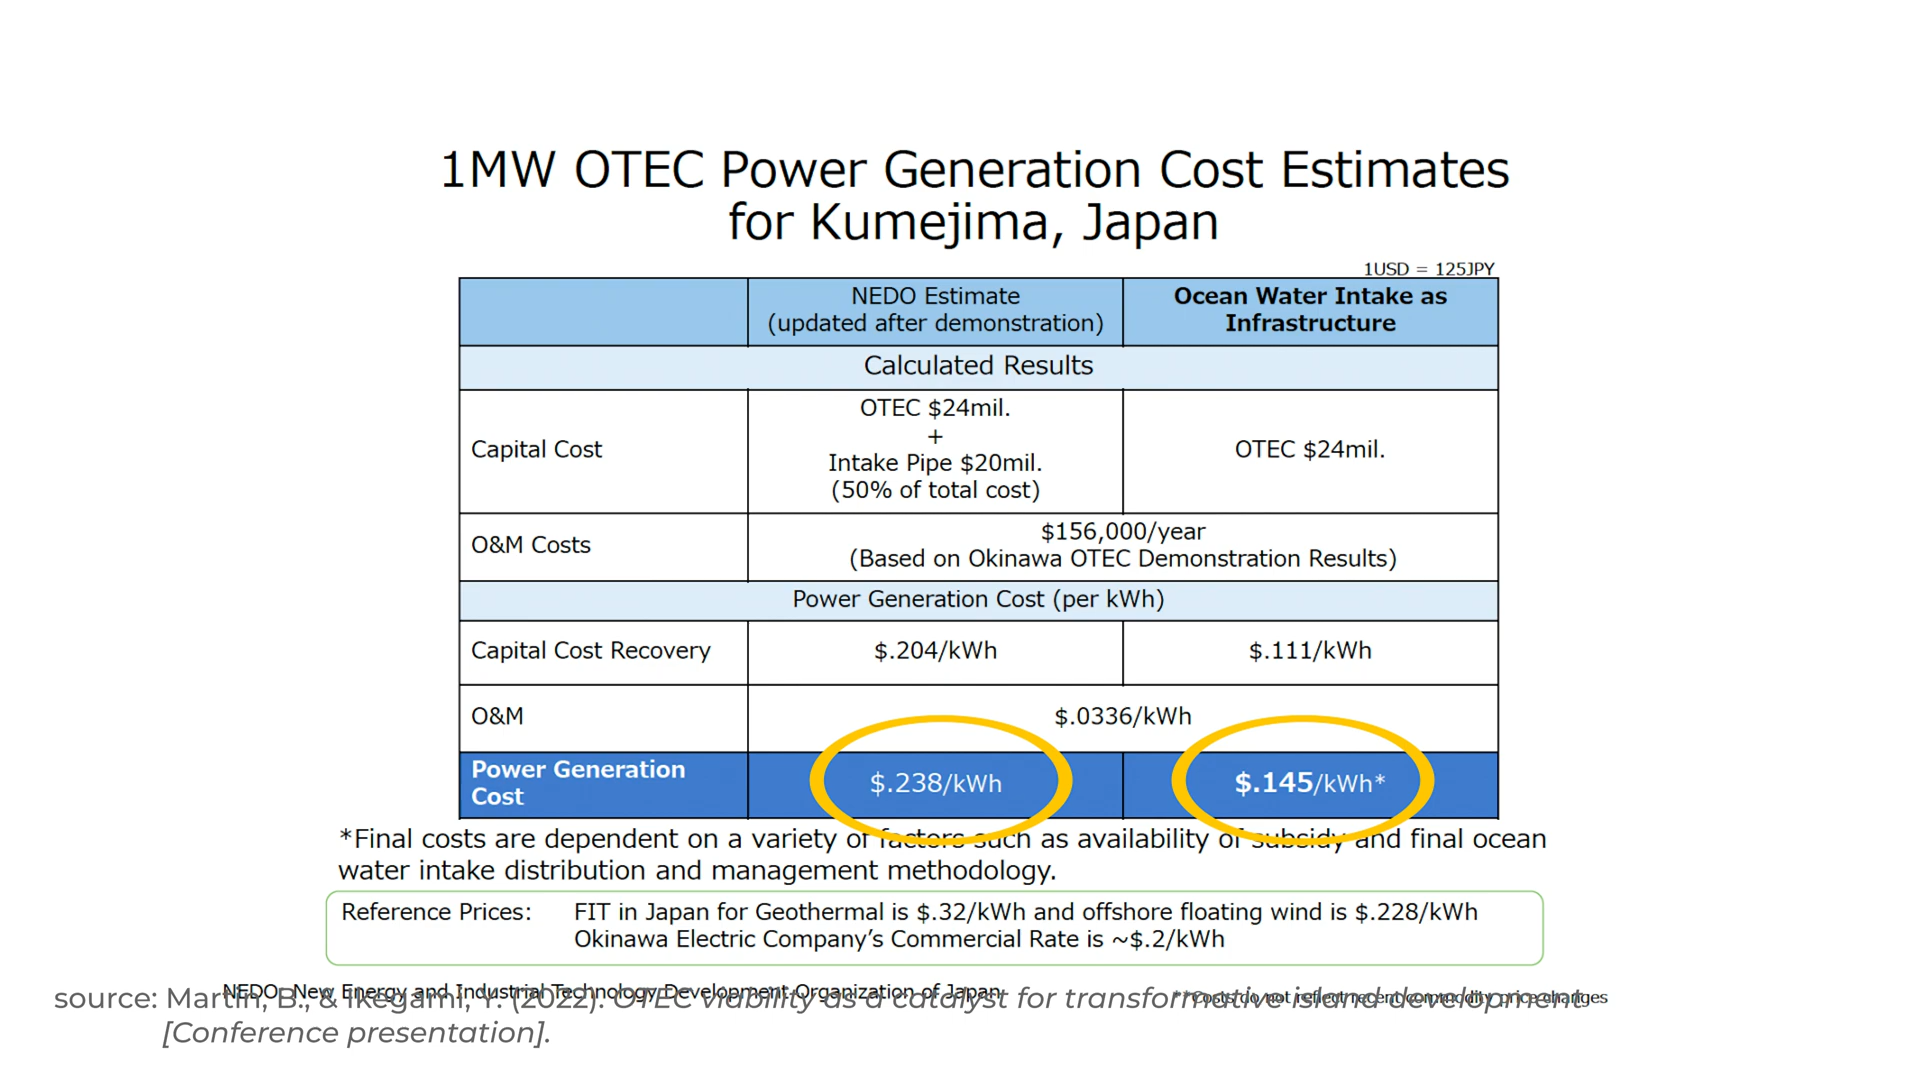 1MW OTEC Power Generation Cost Estimates
for Kumejima, Japan
1USD = 125JPY
NEDO Estimate
(updated after demonstration)
Ocean Water Intake as
Infrastructure
Calculated Results
Capital Cost
OTEC $24mil.
+
Intake Pipe $20mil.
(50% of total cost)
OTEC $24mil.
O&M Costs
$156,000/year
(Based on Okinawa OTEC Demonstration Results)
Power Generation Cost (per kWh)
Capital Cost Recovery
$.204/kWh
$.111/kWh
O&M
$.0336/kWh
Power Generation
Cost
$.238/kWh
$.145/kWh*
*Final costs are dependent on a variety of factors such as availability of subsidy and final ocean
water intake distribution and management methodology.
Reference Prices:
FIT in Japan for Geothermal is $.32/kWh and offshore floating wind is $.228/kWh
Okinawa Electric Company’s Commercial Rate is ~$.2/kWh
NEDO: New Energy and Industrial Technology Development Organization of Japan
**Costs do not reflect recent commodity price changes
source: Martin, B., & Ikegami, Y. (2022). OTEC viability as a catalyst for transformative island development
[Conference presentation].